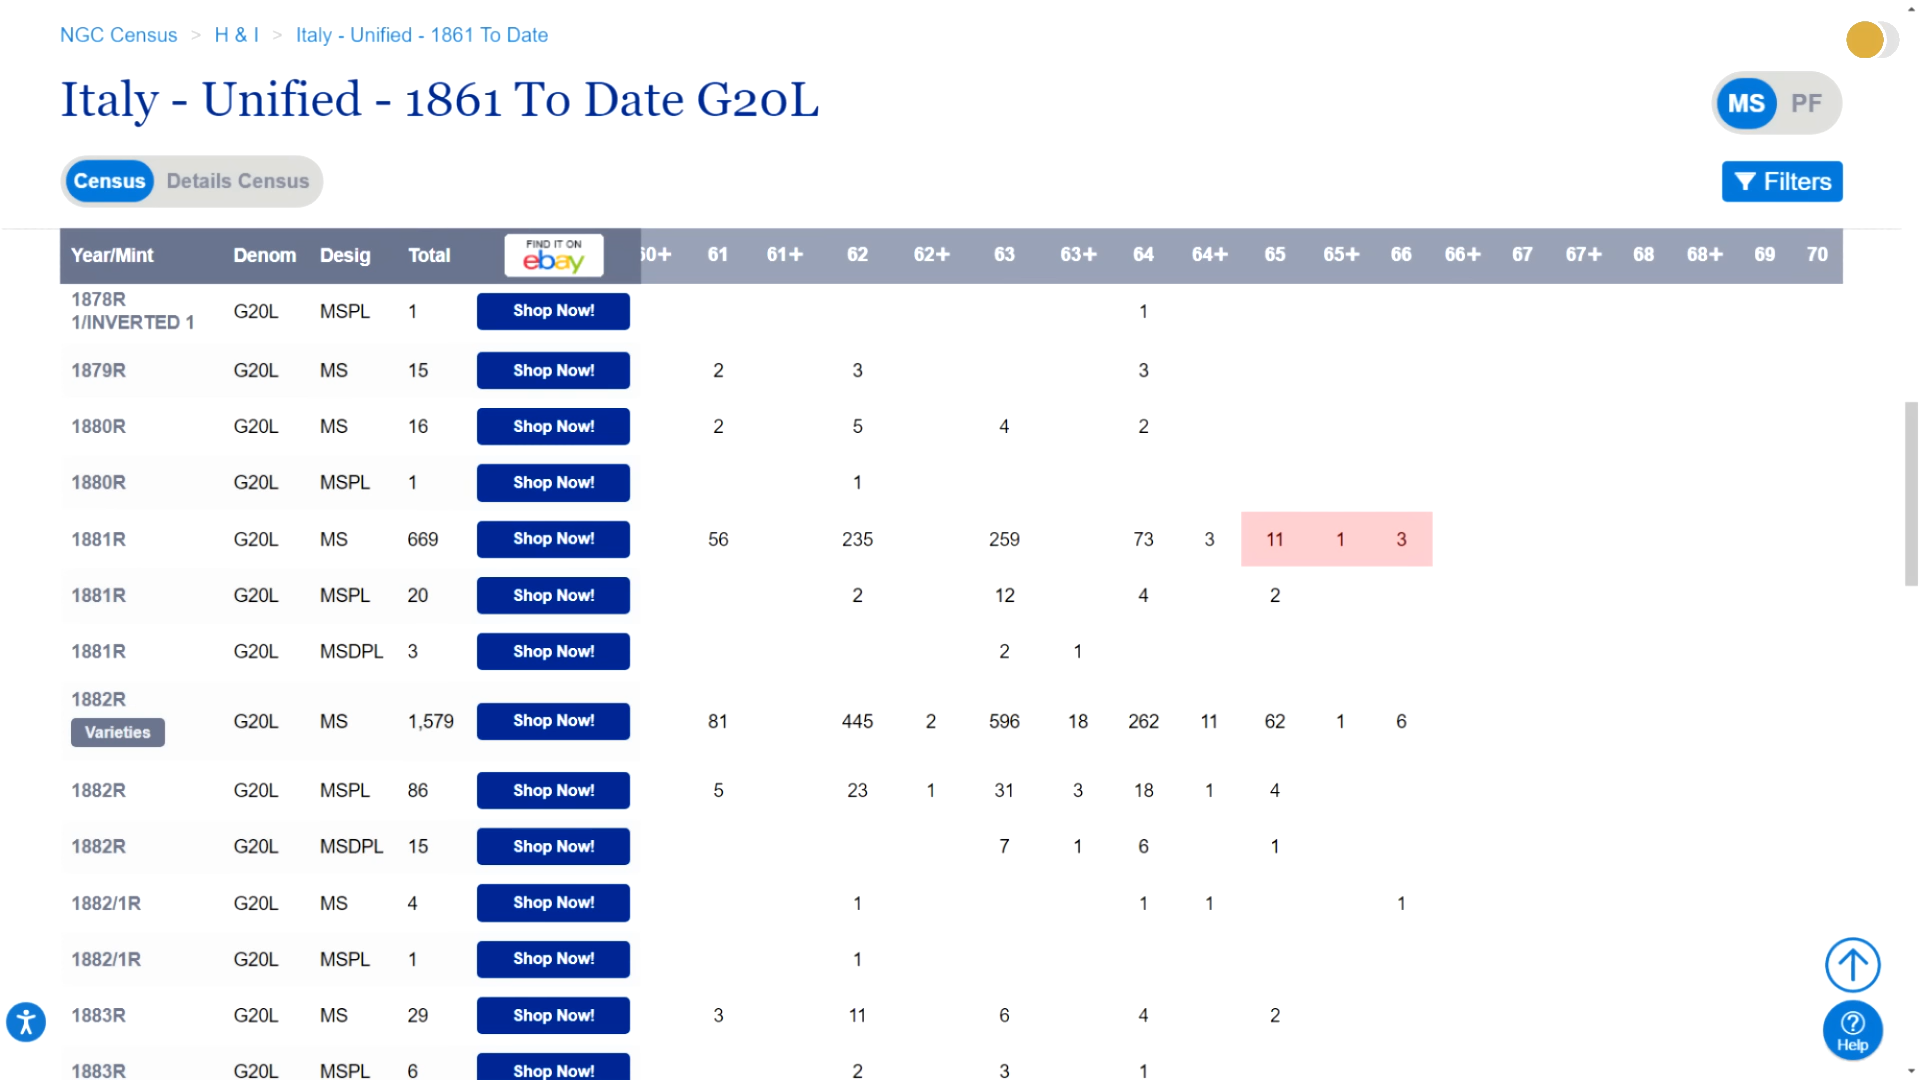 NGC Census > H & I > Italy - Unified - 1861 To Date
Italy - Unified - 1861 To Date G20L
MS PF
Census Details Census
Filters
Year/Mint Denom Desig Total FIND IT ON ebay 60+ 61 61+ 62 62+ 63 63+ 64 64+ 65 65+ 66 66+ 67 67+ 68 68+ 69 70
1878R
1/INVERTED 1 G20L MSPL 1 Shop Now! 1
1879R G20L MS 15 Shop Now! 2 3 3
1880R G20L MS 16 Shop Now! 2 5 4 2
1880R G20L MSPL 1 Shop Now! 1
1881R G20L MS 669 Shop Now! 56 235 259 73 3 11 1 3
1881R G20L MSPL 20 Shop Now! 2 12 4 2
1881R G20L MSDPL 3 Shop Now! 2 1
1882R
Varieties G20L MS 1,579 Shop Now! 81 445 2 596 18 262 11 62 1 6
1882R G20L MSPL 86 Shop Now! 5 23 1 31 3 18 1 4
1882R G20L MSDPL 15 Shop Now! 7 1 6 1
1882/1R G20L MS 4 Shop Now! 1 1 1 1
1882/1R G20L MSPL 1 Shop Now! 1
1883R G20L MS 29 Shop Now! 3 11 6 4 2
1883R G20L MSPL 6 Shop Now! 2 3 1
Help